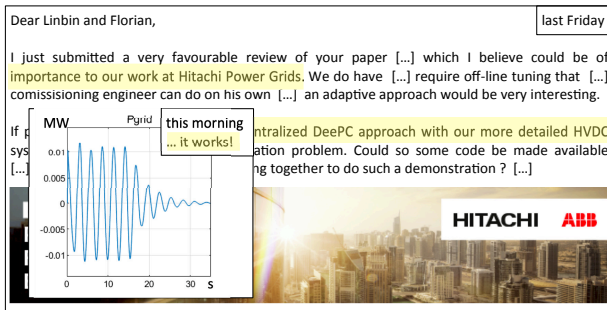 Dear Linbin and Florian,
last Friday
I just submitted a very favourable review of your paper [...] which I believe could be of
importance to our work at Hitachi Power Grids. We do have [...] require off-line tuning that [...]
comissisioning engineer can do on his own [...] an adaptive approach would be very interesting.
If p
ntralized DeePC approach with our more detailed HVDC
sys
ation problem. Could so some code be made available
[...]
ng together to do such a demonstration ? [...]
MW
this morning
... it works!
0.01
0.005
0
-0.005
-0.01
0
10
20
30
s
HITACHI ABB